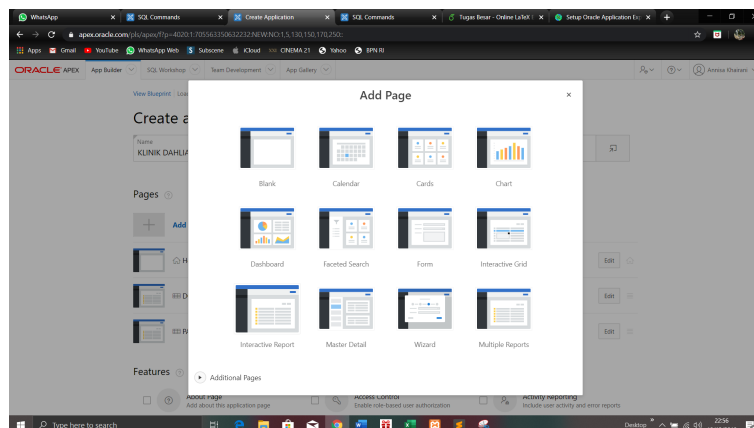 WhatsApp
SQL Commands
Create Application
SQL Commands
Tugas Besar - Online LaTeX E
Setup Oracle Application Exp
apex.oracle.com/pls/apex/f?p=4020:1:705563350632232:NEW:NO:1,5,130,150,170,250::
Apps Gmail YouTube WhatsApp Web Subscene iCloud CINEMA 21 Yahoo BPN RI
ORACLE APEX App Builder SQL Workshop Team Development App Gallery
View Blueprint
Create a
Name
KLINIK DAHLIA
Pages
Add
Edit
Edit
Edit
Features
About Page
Add about this application page
Access Control
Enable role-based user authorization
Activity Reporting
Include user activity and error reports
Add Page
Blank Calendar Cards Chart
Dashboard Faceted Search Form Interactive Grid
Interactive Report Master Detail Wizard Multiple Reports
Additional Pages
Type here to search
Desktop
22:56